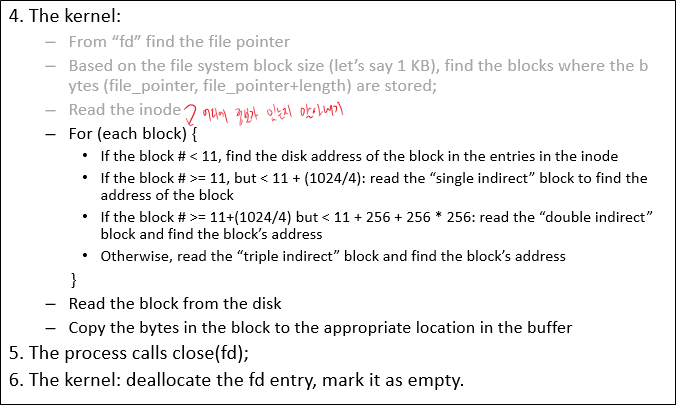 4. The kernel:
– From “fd” find the file pointer
– Based on the file system block size (let’s say 1 KB), find the blocks where the b
ytes (file_pointer, file_pointer+length) are stored;
– Read the inode 어디에 정보가 있는지 알아내기
– For (each block) {
• If the block # < 11, find the disk address of the block in the entries in the inode
• If the block # >= 11, but < 11 + (1024/4): read the “single indirect” block to find the
address of the block
• If the block # >= 11+(1024/4) but < 11 + 256 + 256 * 256: read the “double indirect”
block and find the block’s address
• Otherwise, read the “triple indirect” block and find the block’s address
}
– Read the block from the disk
– Copy the bytes in the block to the appropriate location in the buffer
5. The process calls close(fd);
6. The kernel: deallocate the fd entry, mark it as empty.